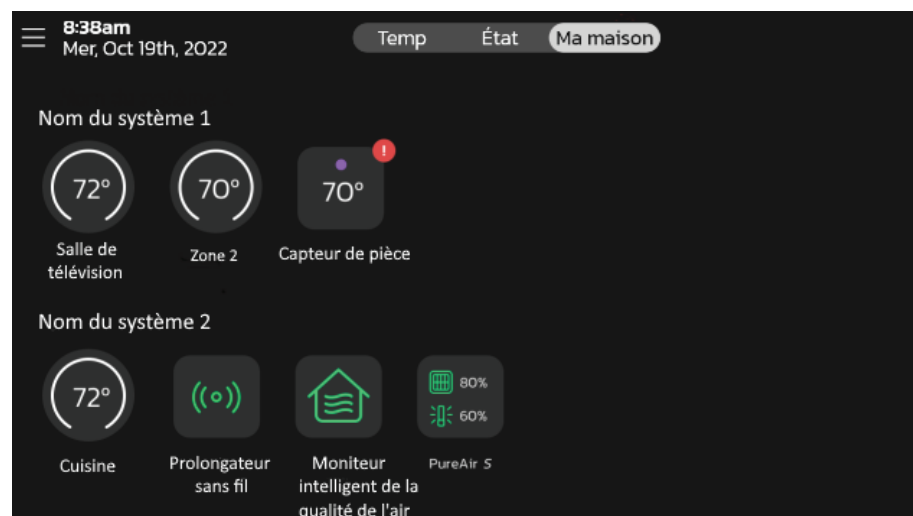 8:38am
Mer, Oct 19th, 2022
Temp État Ma maison
Nom du système 1
72°
70°
!
70°
Salle de
télévision
Zone 2
Capteur de pièce
Nom du système 2
72°
80%
60%
Cuisine
Prolongateur
sans fil
Moniteur
intelligent de la
qualité de l'air
PureAir S